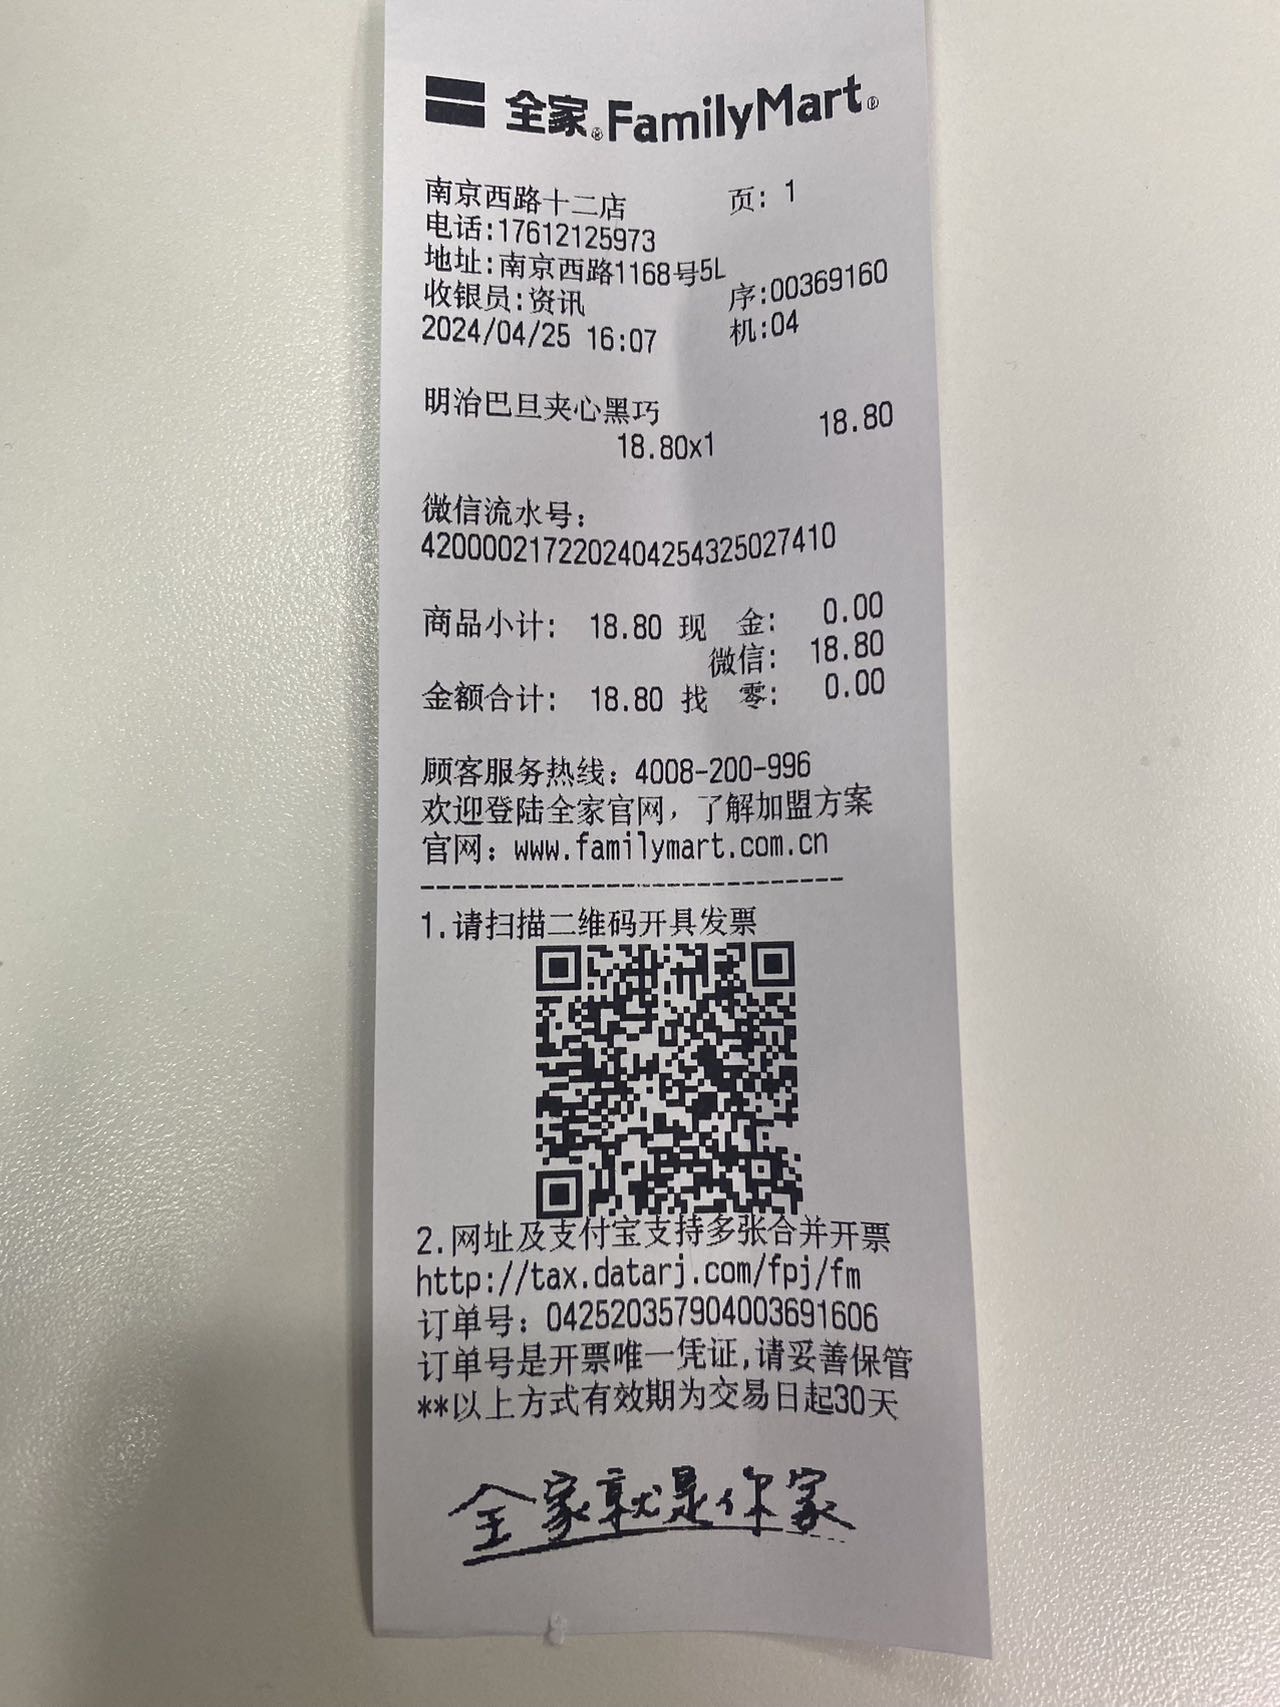 全家®FamilyMart®
南京西路十二店 页: 1
电话:17612125973
地址:南京西路1168号5L
收银员:资讯 序:00369160
2024/04/25 16:07 机:04
明治巴旦夹心黑巧 18.80
18.80x1
微信流水号:
4200002172202404254325027410
商品小计: 18.80 现 金: 0.00
微信: 18.80
金额合计: 18.80 找 零: 0.00
顾客服务热线: 4008-200-996
欢迎登陆全家官网, 了解加盟方案
官网: www.familymart.com.cn
----------------------------
1.请扫描二维码开具发票
2.网址及支付宝支持多张合并开票
http://tax.datarj.com/fpj/fm
订单号: 042520357904003691606
订单号是开票唯一凭证,请妥善保管
**以上方式有效期为交易日起30天
全家就是你家